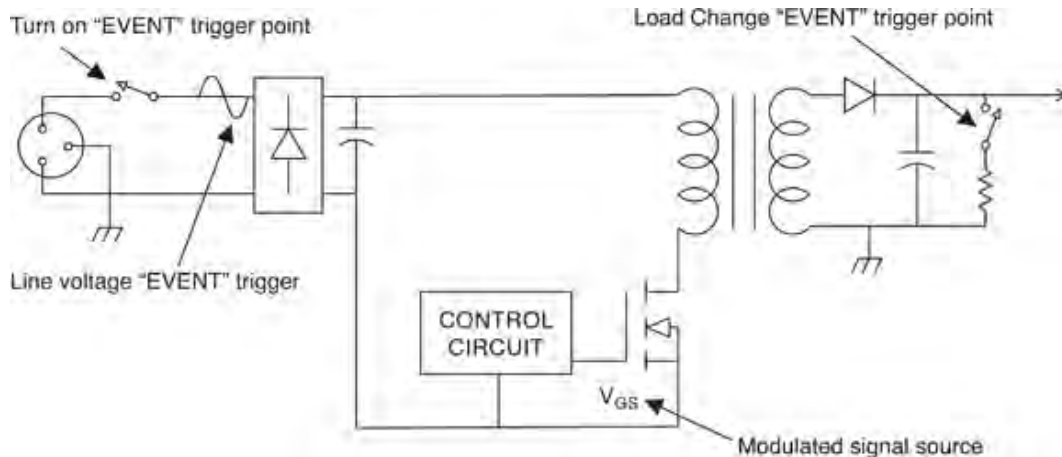 Turn on “EVENT” trigger point
Load Change “EVENT” trigger point
Line voltage “EVENT” trigger
CONTROL
CIRCUIT
VGS
Modulated signal source